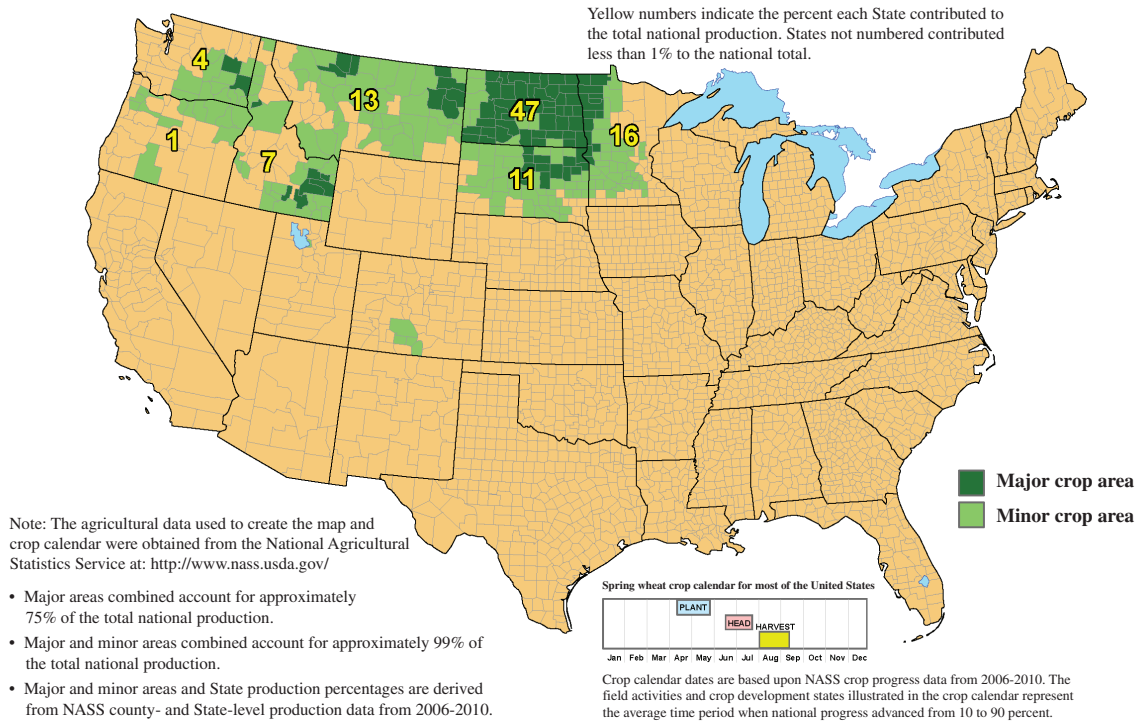 Yellow numbers indicate the percent each State contributed to
the total national production. States not numbered contributed
less than 1% to the national total.
4
13
47
16
1
7
11
Major crop area
Minor crop area
Note: The agricultural data used to create the map and
crop calendar were obtained from the National Agricultural
Statistics Service at: http://www.nass.usda.gov/
• Major areas combined account for approximately
75% of the total national production.
• Major and minor areas combined account for approximately 99% of
the total national production.
• Major and minor areas and State production percentages are derived
from NASS county- and State-level production data from 2006-2010.
Spring wheat crop calendar for most of the United States
PLANT
HEAD
HARVEST
Jan Feb Mar Apr May Jun Jul Aug Sep Oct Nov Dec
Crop calendar dates are based upon NASS crop progress data from 2006-2010. The
field activities and crop development states illustrated in the crop calendar represent
the average time period when national progress advanced from 10 to 90 percent.